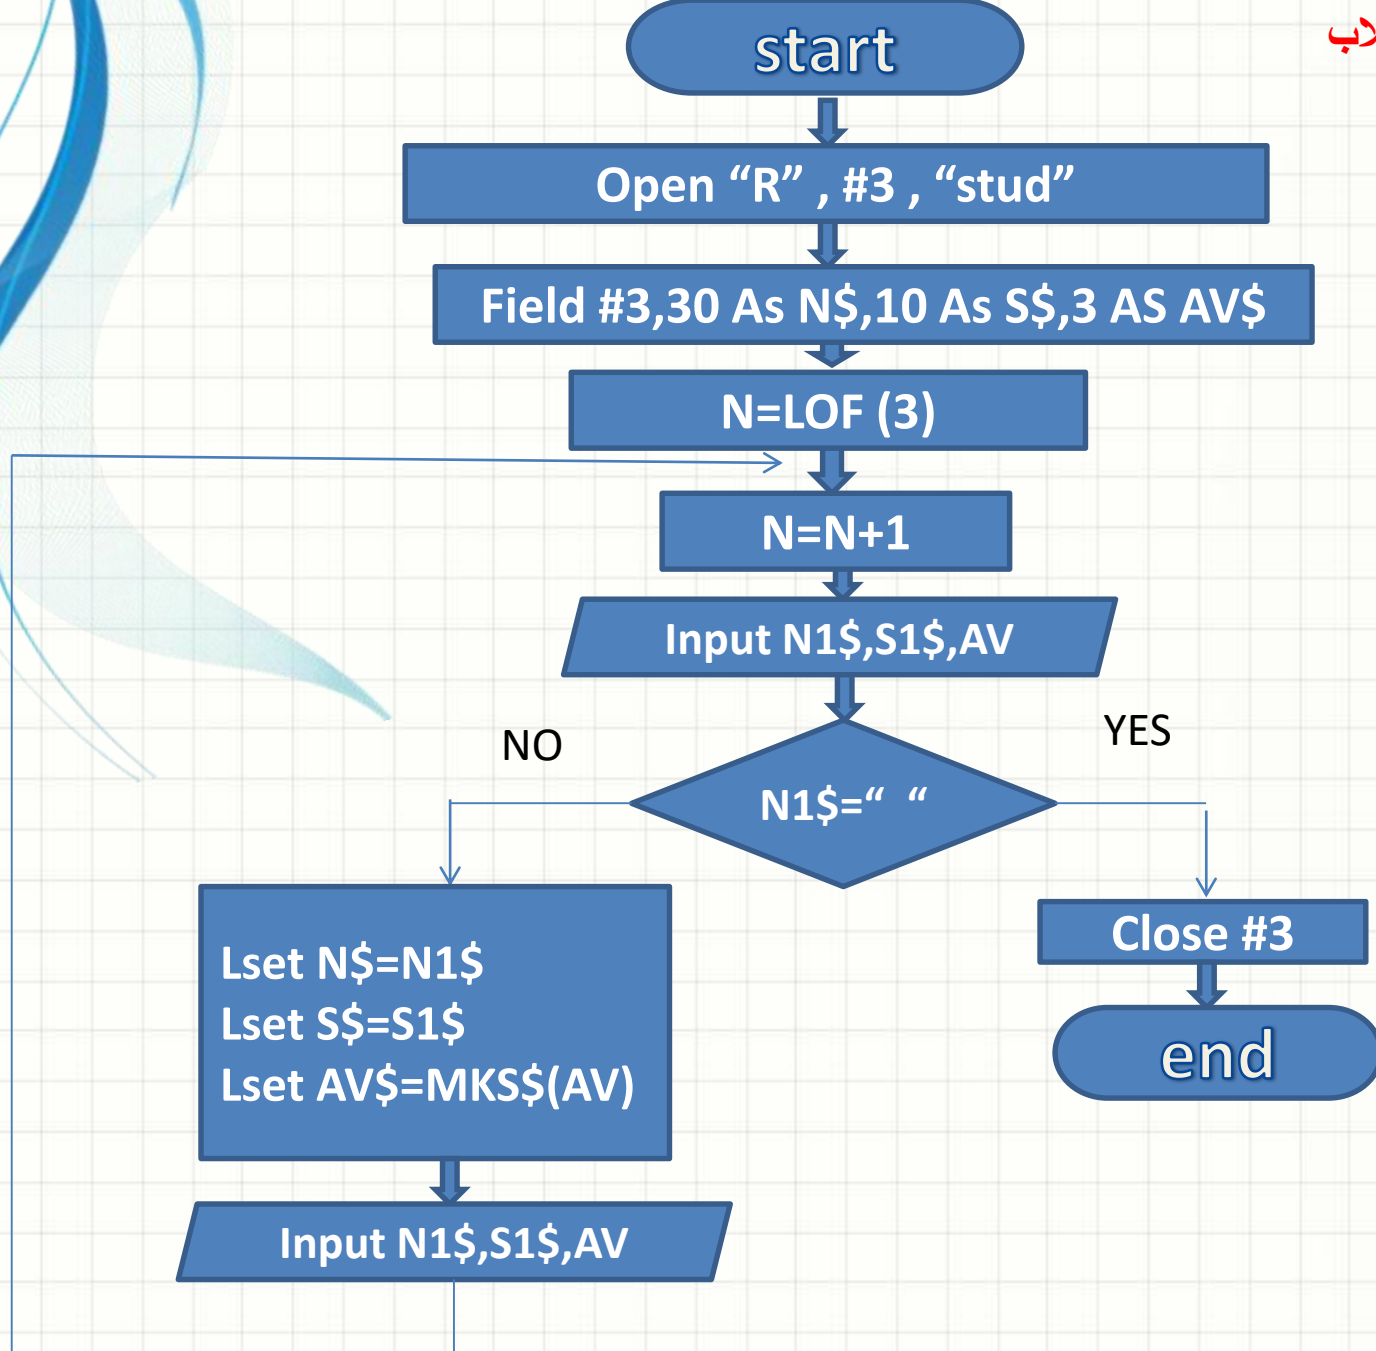 start
Open “R” , #3 , “stud”
Field #3,30 As N$,10 As S$,3 AS AV$
N=LOF (3)
N=N+1
Input N1$,S1$,AV
NO
YES
N1$=“ “
Lset N$=N1$
Lset S$=S1$
Lset AV$=MKS$(AV)
Close #3
end
Input N1$,S1$,AV